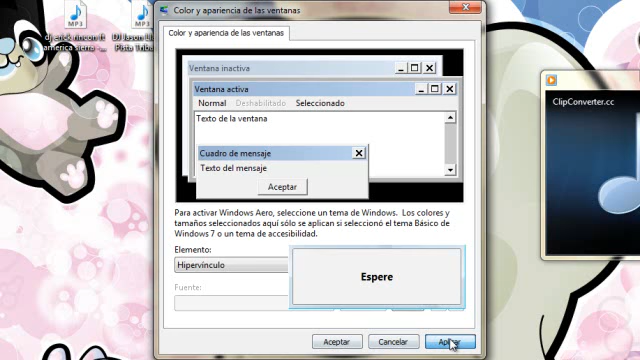 Color y apariencia de las ventanas
Color y apariencia de las ventanas
MP3
dj erick rincon ft
america sierra -...
MP3
DJ
Pista Triba
Ventana inactiva
Ventana activa
Normal Deshabilitado Seleccionado
Texto de la ventana
Cuadro de mensaje
Texto del mensaje
Aceptar
ClipConverter.cc
Para activar Windows Aero, seleccione un tema de Windows. Los colores y
tamaños seleccionados aquí sólo se aplican si seleccionó el tema Básico de
Windows 7 o un tema de accesibilidad.
Elemento:
Hipervínculo
Fuente:
Espere
Aceptar Cancelar